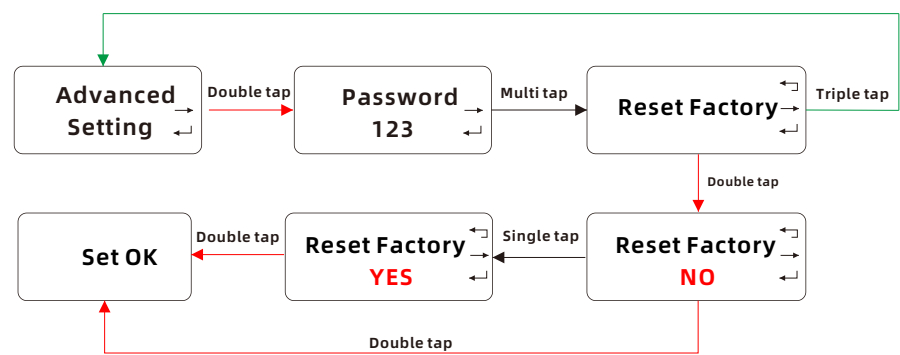 Advanced
Setting
Double tap
Password
123
Multi tap
Reset Factory
Triple tap
Double tap
Set OK
Double tap
Reset Factory
YES
Single tap
Reset Factory
NO
Double tap